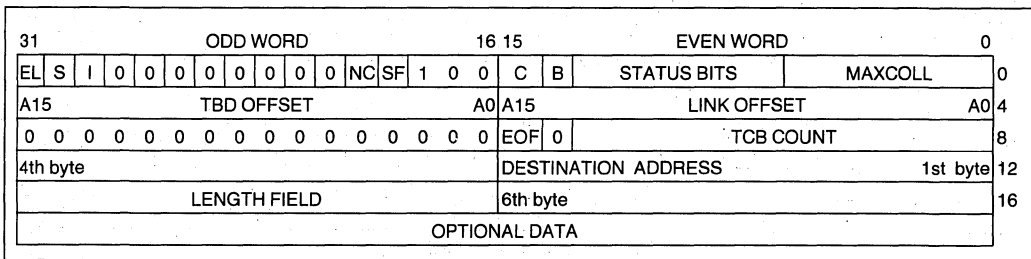 31 ODD WORD 16 15 EVEN WORD 0
EL S I 0 0 0 0 0 0 0 0 0 NC SF 1 0 0 C B STATUS BITS MAXCOLL 0
A15 TBD OFFSET A0 A15 LINK OFFSET A0 4
0 0 0 0 0 0 0 0 0 0 0 0 0 0 0 0 EOF 0 TCB COUNT 8
4th byte DESTINATION ADDRESS 1st byte 12
LENGTH FIELD 6th byte 16
OPTIONAL DATA